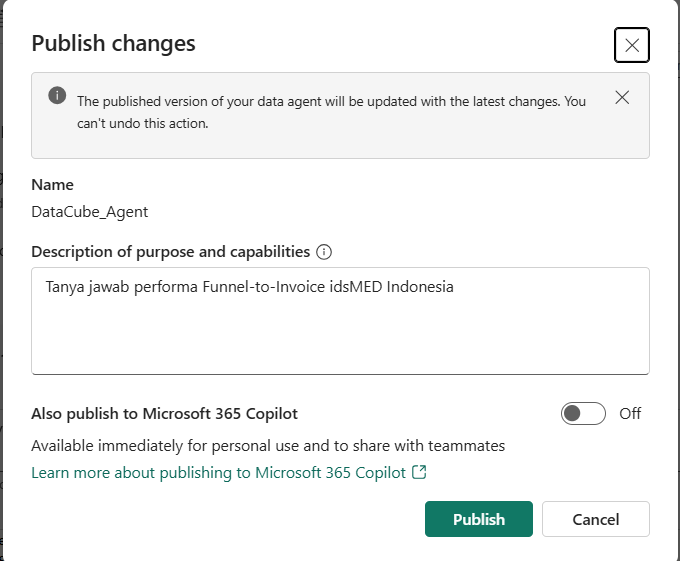 Publish changes
The published version of your data agent will be updated with the latest changes. You
can't undo this action.
Name
DataCube_Agent
Description of purpose and capabilities
Tanya jawab performa Funnel-to-Invoice idsMED Indonesia
Also publish to Microsoft 365 Copilot
Off
Available immediately for personal use and to share with teammates
Learn more about publishing to Microsoft 365 Copilot
Publish
Cancel